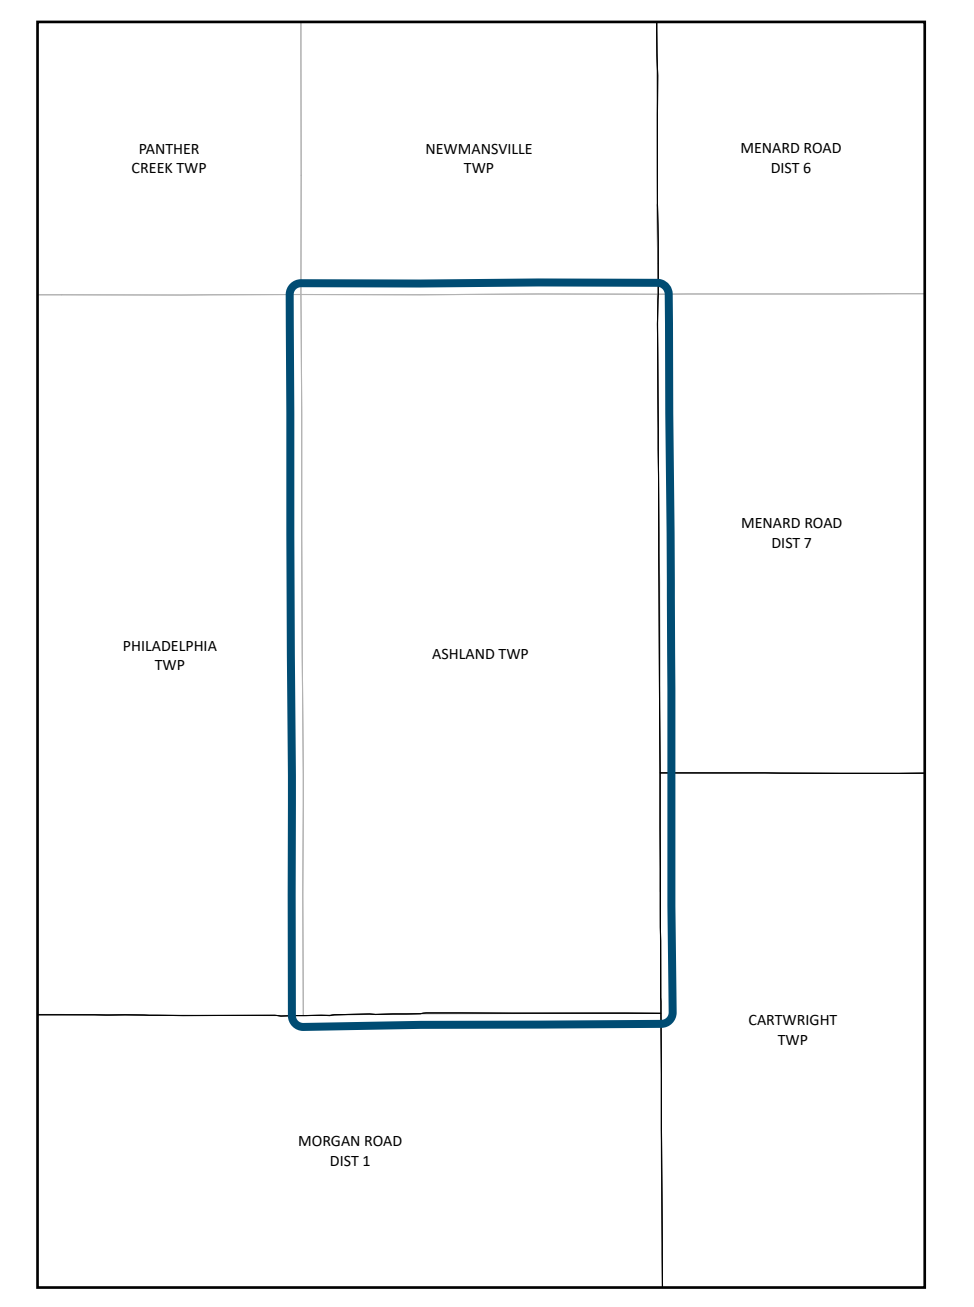 PANTHER
CREEK TWP
NEWMANSVILLE
TWP
MENARD ROAD
DIST 6
MENARD ROAD
DIST 7
PHILADELPHIA
TWP
ASHLAND TWP
CARTWRIGHT
TWP
MORGAN ROAD
DIST 1